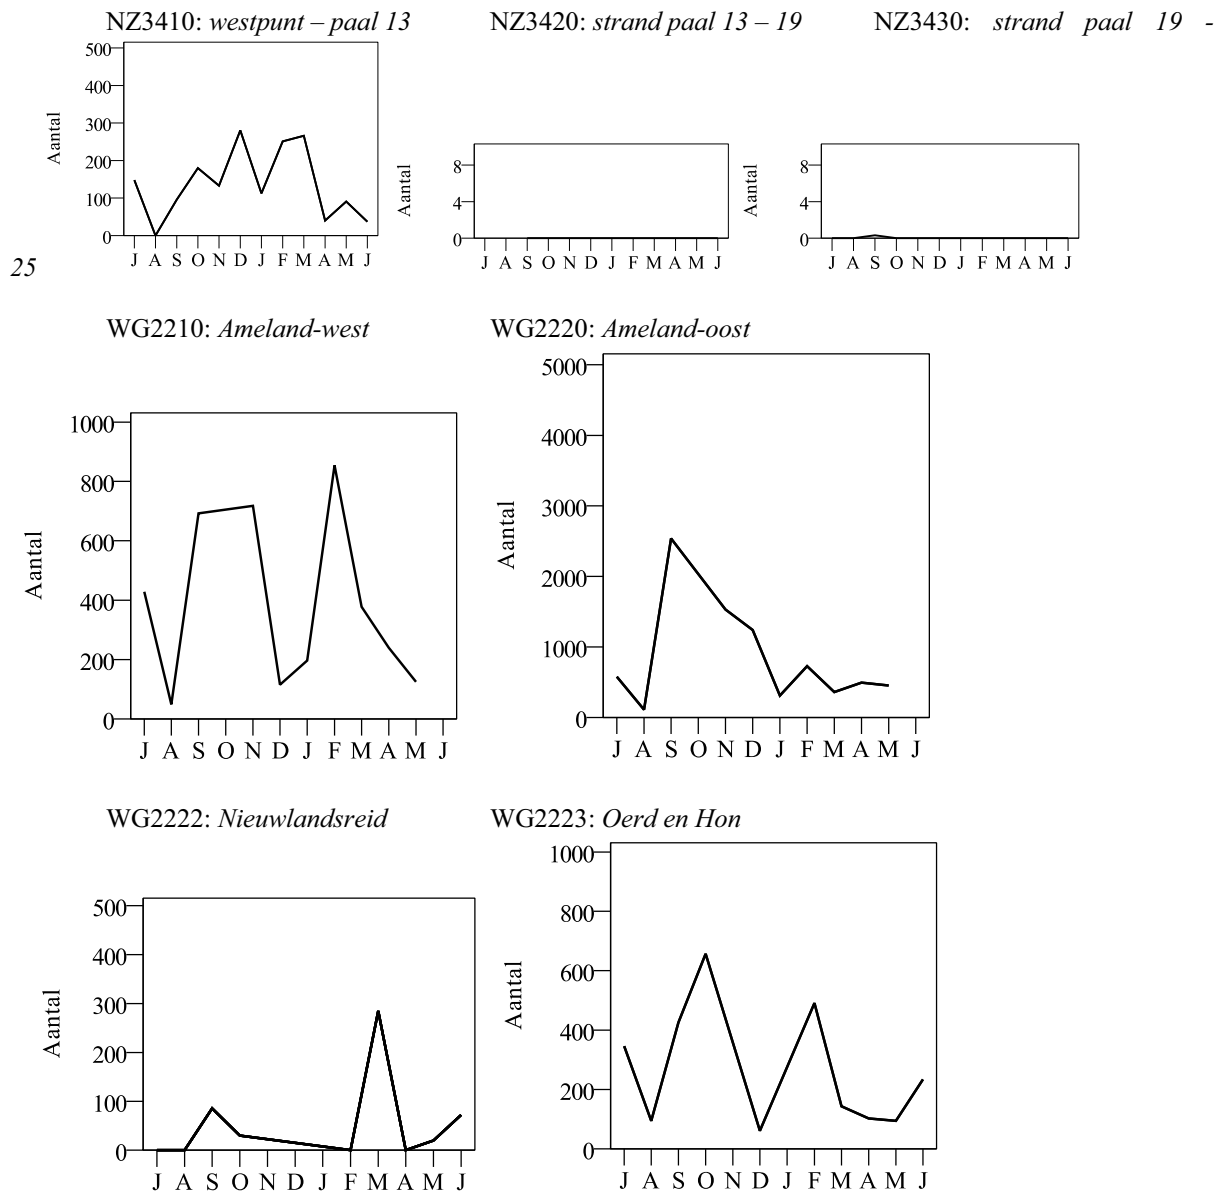 NZ3410: westpunt – paal 13 NZ3420: strand paal 13 – 19 NZ3430: strand paal 19 -
25
500
400
300
200
100
0
Aantal
J A S O N D J F M A M J
8
4
0
Aantal
J A S O N D J F M A M J
8
4
0
Aantal
J A S O N D J F M A M J
WG2210: Ameland-west WG2220: Ameland-oost
1000
800
600
400
200
0
Aantal
J A S O N D J F M A M J
5000
4000
3000
2000
1000
0
Aantal
J A S O N D J F M A M J
WG2222: Nieuwlandsreid WG2223: Oerd en Hon
500
400
300
200
100
0
Aantal
J A S O N D J F M A M J
1000
800
600
400
200
0
Aantal
J A S O N D J F M A M J